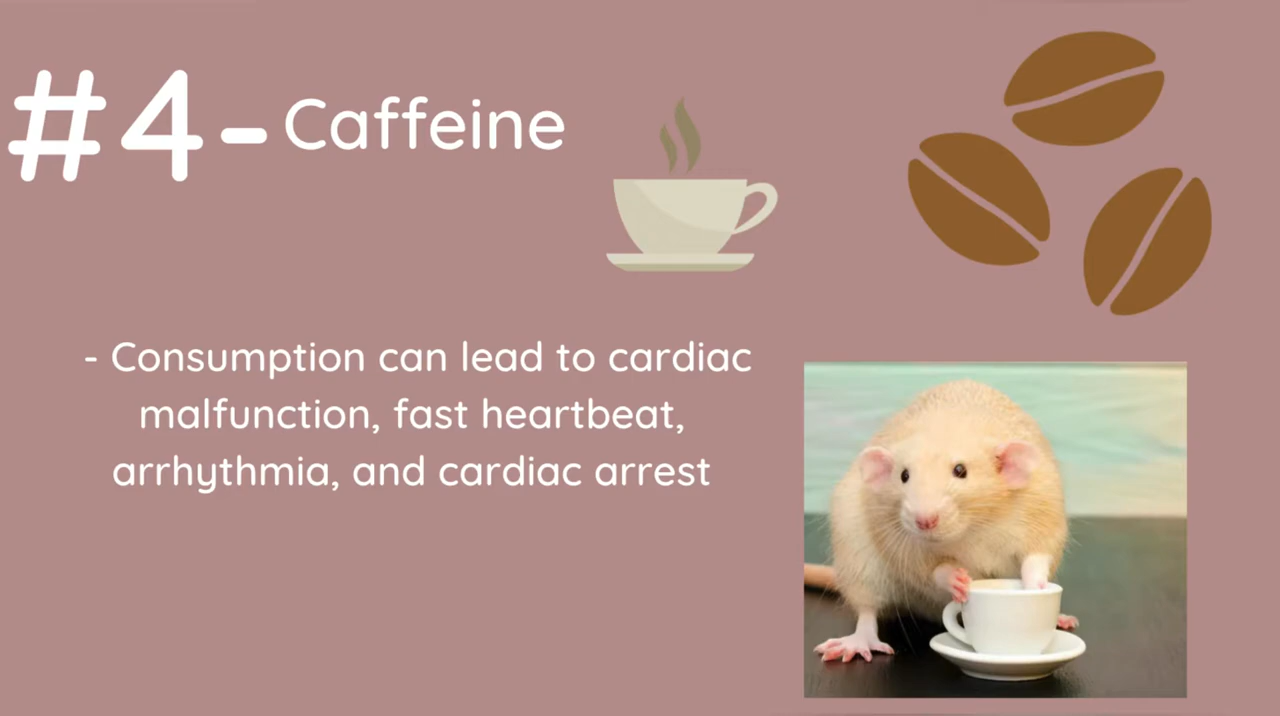 #4- Caffeine
- Consumption can lead to cardiac
malfunction, fast heartbeat,
arrhythmia, and cardiac arrest